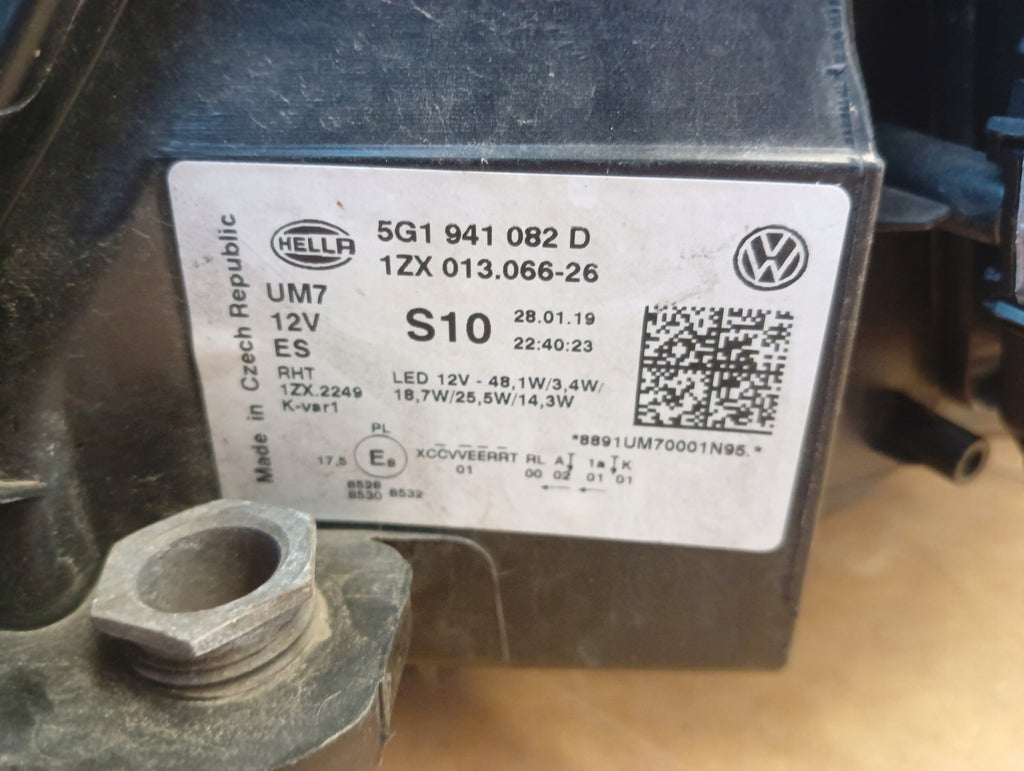 Made in Czech Republic
HELLA
5G1 941 082 D
1ZX 013.066-26
UM7
12V
ES
RHT
1ZX.2249
K-var1
S10
28.01.19
22:40:23
LED 12V - 48,1W/3,4W/
18,7W/25,5W/14,3W
*8891UM70001N95.*
PL
17,5
E8
XCCVVEERRT RL A 1a K
01 00 02 01 01
8526
8530 8532